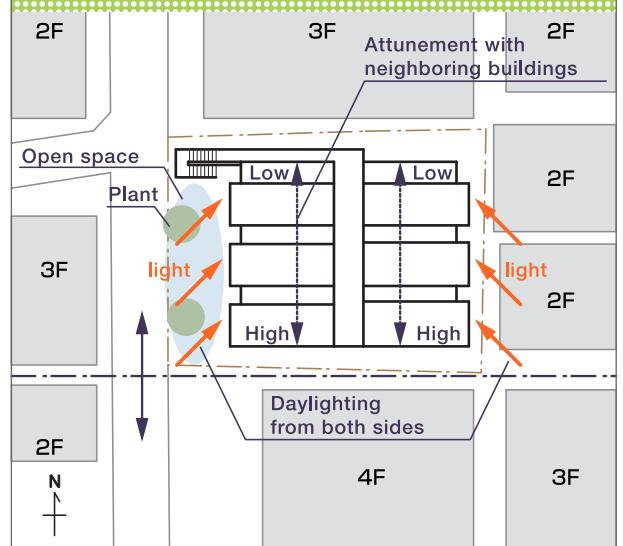 2F
3F
2F
Attunement with
neighboring buildings
Open space
Low
Low
Plant
2F
3F
light
light
2F
High
High
Daylighting
from both sides
2F
4F
3F
N